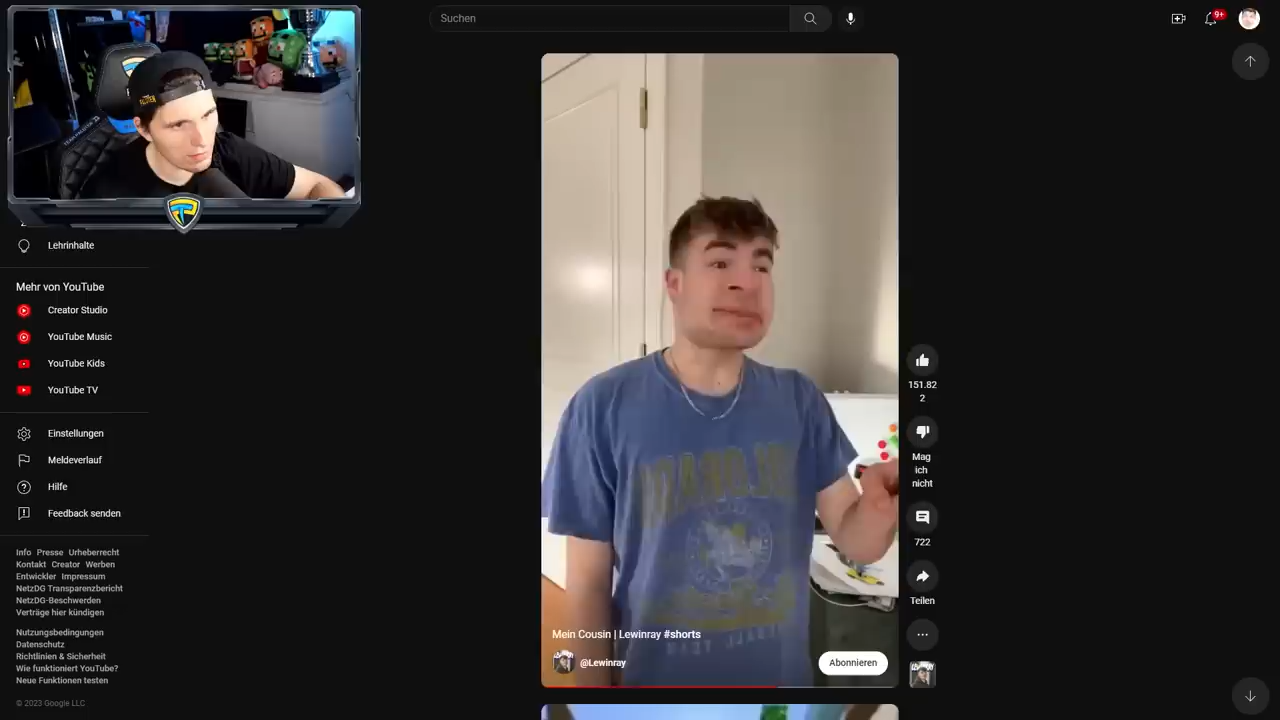 Suchen
9+
Lehrinhalte
Mehr von YouTube
Creator Studio
YouTube Music
YouTube Kids
YouTube TV
Einstellungen
Meldeverlauf
Hilfe
Feedback senden
Info Presse Urheberrecht
Kontakt Creator Werben
Entwickler Impressum
NetzDG Transparenzbericht
NetzDG-Beschwerden
Verträge hier kündigen
Nutzungsbedingungen
Datenschutz
Richtlinien & Sicherheit
Wie funktioniert YouTube?
Neue Funktionen testen
© 2023 Google LLC
Mein Cousin | Lewinray #shorts
@Lewinray
Abonnieren
151.82
2
Mag
ich
nicht
722
Teilen